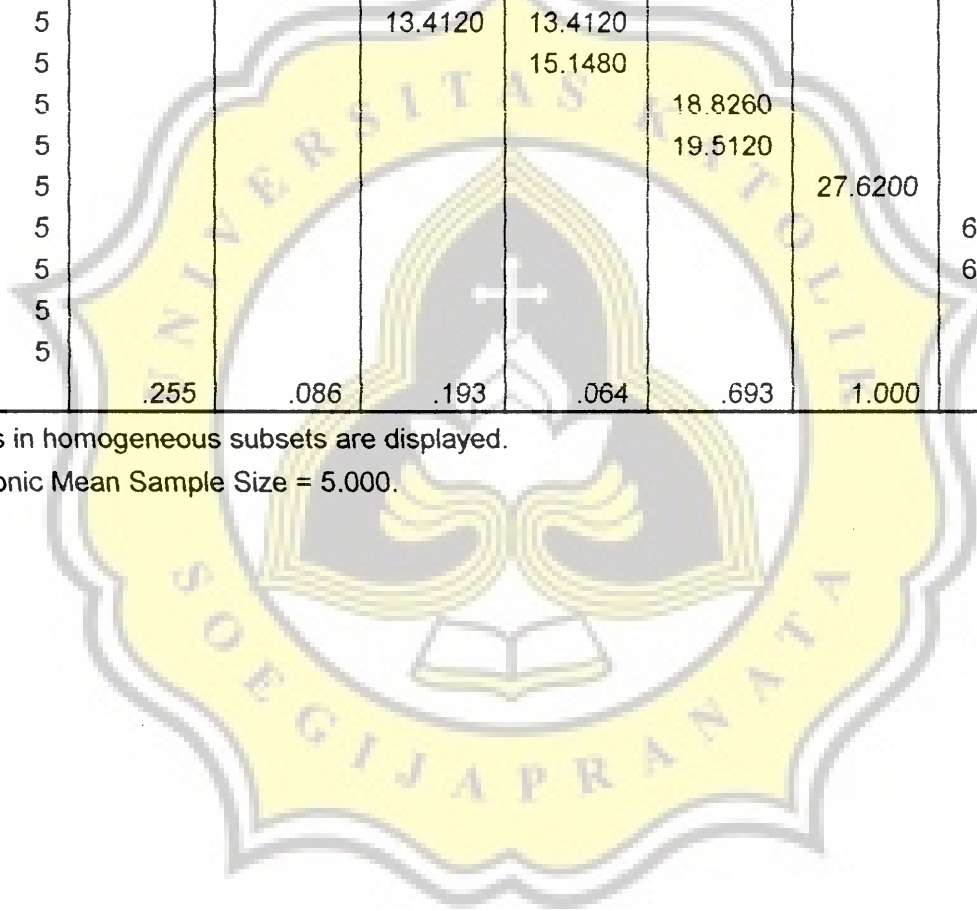 5 13.4120 13.4120
5 15.1480
5 18.8260
5 19.5120
5 27.6200
5 6
5 6
5
5
.255 .086 .193 .064 .693 1.000
s in homogeneous subsets are displayed.
onic Mean Sample Size = 5.000.
UNIVERSITAS KATOLIK
SOEGIJAPRANATA